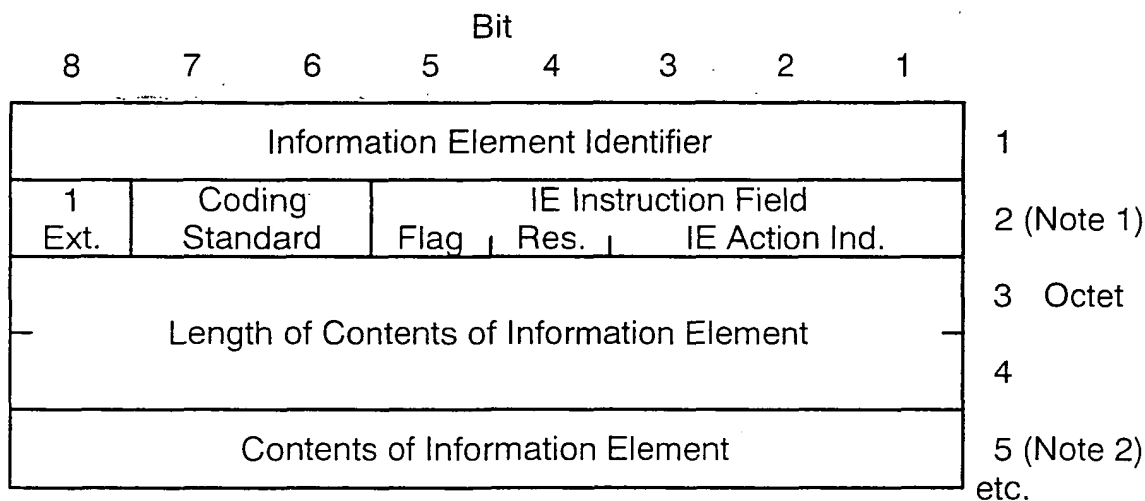 Bit
8 7 6 5 4 3 2 1
Information Element Identifier 1
1 Coding IE Instruction Field
Ext. Standard Flag Res. IE Action Ind. 2 (Note 1)
3 Octet
Length of Contents of Information Element
4
Contents of Information Element 5 (Note 2)
etc.